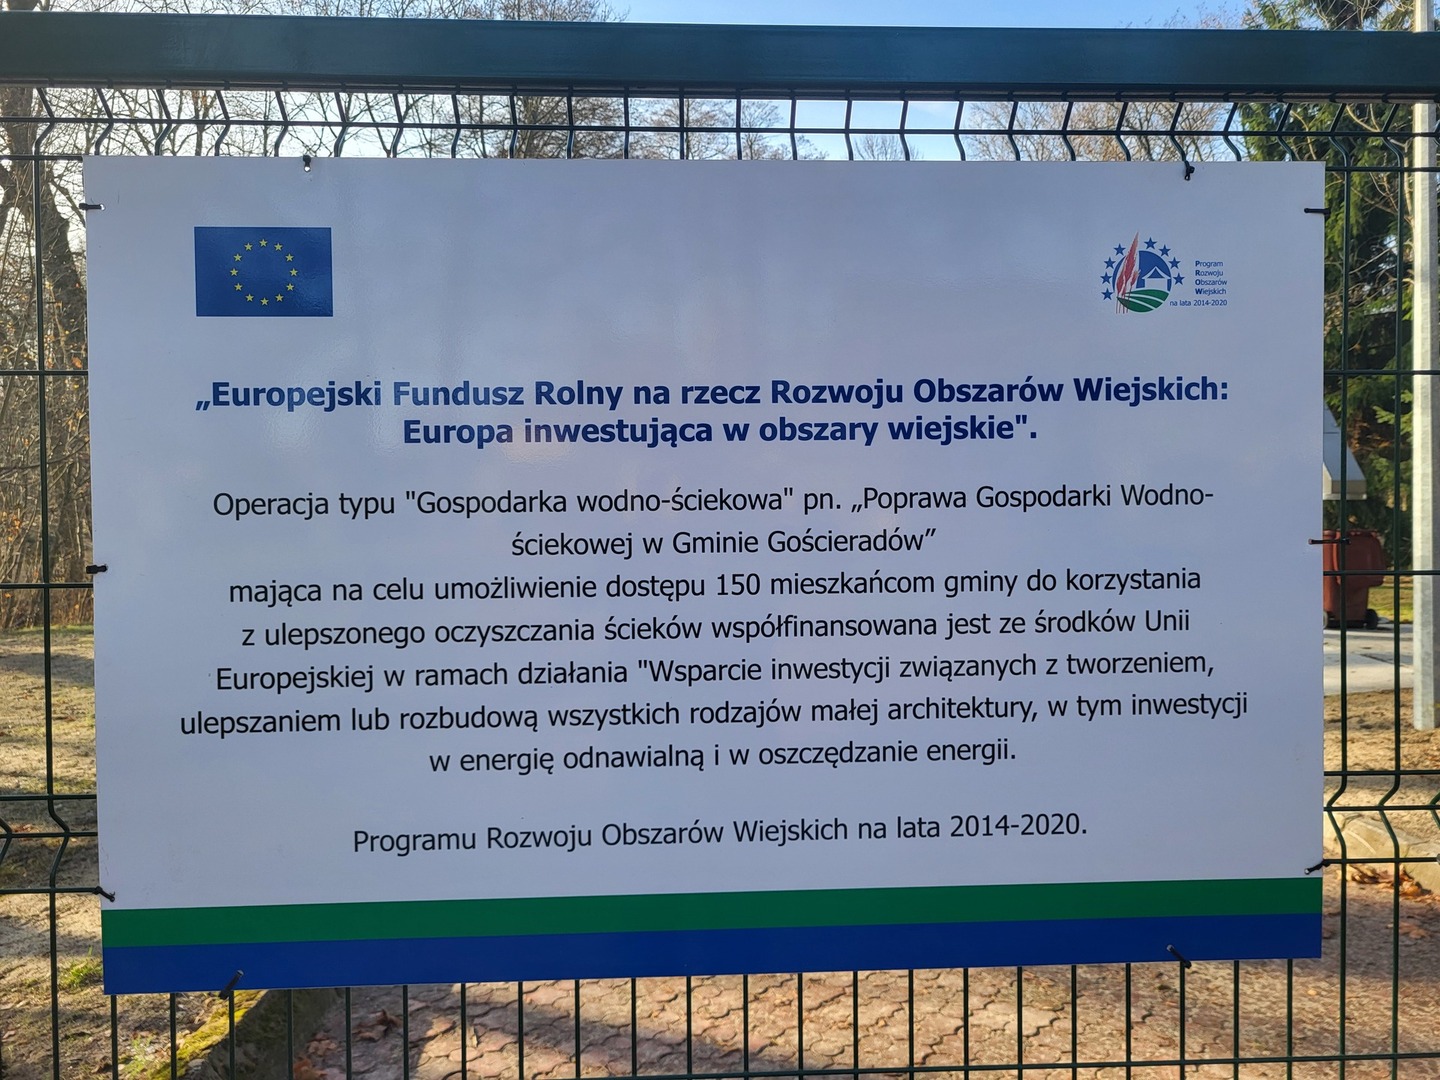 Program
Rozwoju
Obszarów
Wiejskich
na lata 2014-2020
„Europejski Fundusz Rolny na rzecz Rozwoju Obszarów Wiejskich:
Europa inwestująca w obszary wiejskie".
Operacja typu "Gospodarka wodno-ściekowa" pn. „Poprawa Gospodarki Wodno-
ściekowej w Gminie Gościeradów”
mająca na celu umożliwienie dostępu 150 mieszkańcom gminy do korzystania
z ulepszonego oczyszczania ścieków współfinansowana jest ze środków Unii
Europejskiej w ramach działania "Wsparcie inwestycji związanych z tworzeniem,
ulepszaniem lub rozbudową wszystkich rodzajów małej architektury, w tym inwestycji
w energię odnawialną i w oszczędzanie energii.
Programu Rozwoju Obszarów Wiejskich na lata 2014-2020.